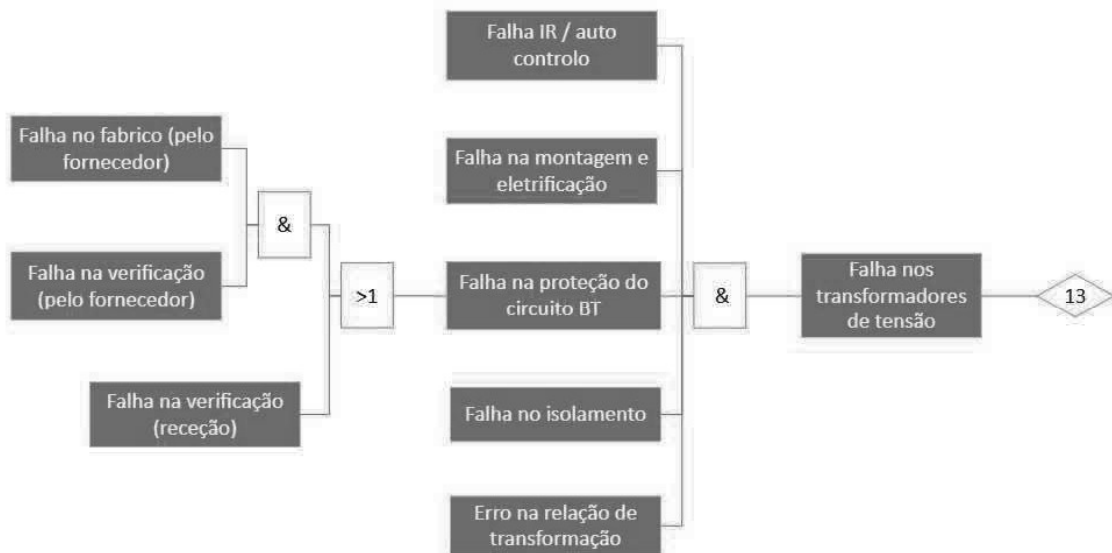 Falha IR / auto
controlo
Falha no fabrico (pelo
fornecedor)
Falha na montagem e
eletrificação
&
Falha na verificação
(pelo fornecedor)
>1
Falha na proteção do
circuito BT
&
Falha nos
transformadores
de tensão
13
Falha na verificação
(receção)
Falha no isolamento
Erro na relação de
transformação